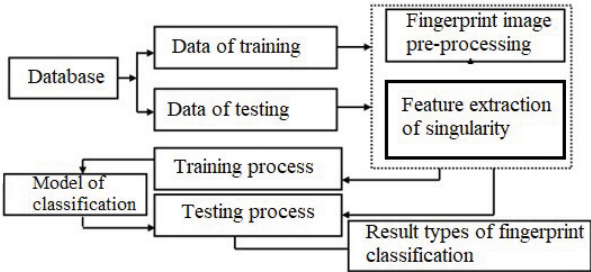 Fingerprint image
pre-processing
Data of training
Database
Data of testing
Feature extraction
of singularity
Training process
Model of
classification
Testing process
Result types of fingerprint
classification